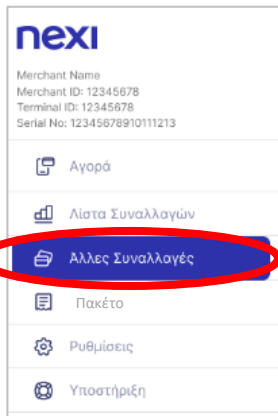 nexi
Merchant Name
Merchant ID: 12345678
Terminal ID: 12345678
Serial No: 12345678910111213
Αγορά
Λίστα Συναλλαγών
Άλλες Συναλλαγές
Πακέτο
Ρυθμίσεις
Υποστήριξη